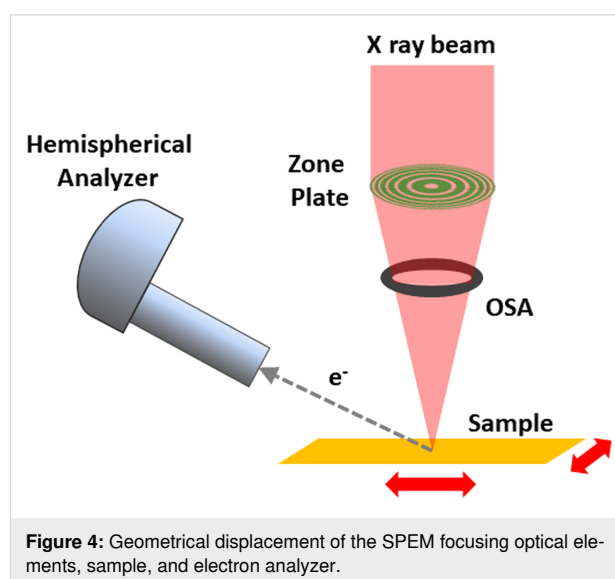 X ray beam
Hemispherical
Analyzer
Zone
Plate
OSA
e-
Sample
Figure 4: Geometrical displacement of the SPEM focusing optical ele-
ments, sample, and electron analyzer.